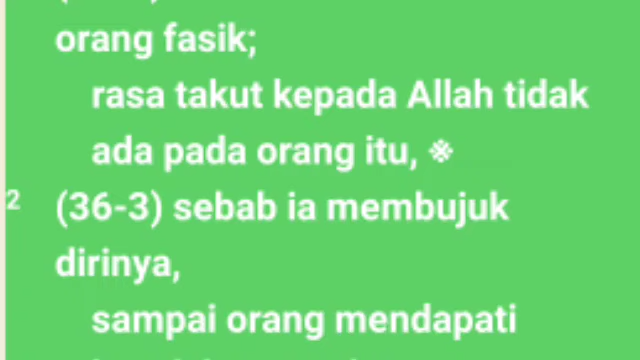 orang fasik;
rasa takut kepada Allah tidak
ada pada orang itu, ※
2 (36-3) sebab ia membujuk
dirinya,
sampai orang mendapati